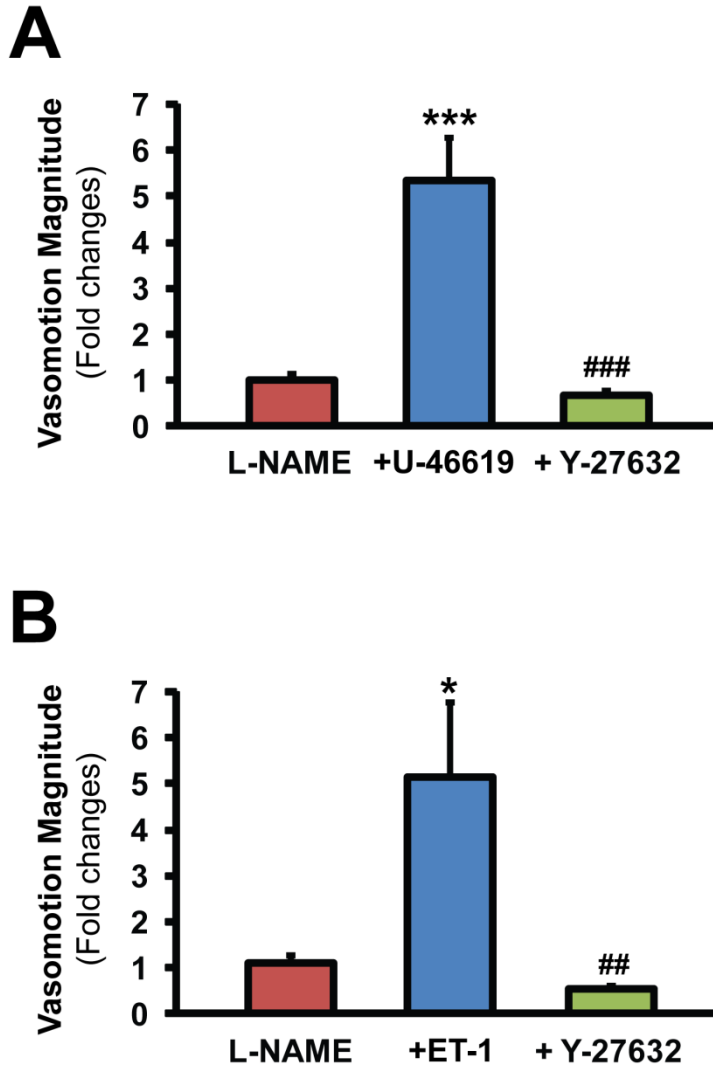 A
Vasomotion Magnitude
(Fold changes)
7
6
5
4
3
2
1
0
***
###
L-NAME +U-46619 + Y-27632
B
Vasomotion Magnitude
(Fold changes)
7
6
5
4
3
2
1
0
*
##
L-NAME +ET-1 + Y-27632